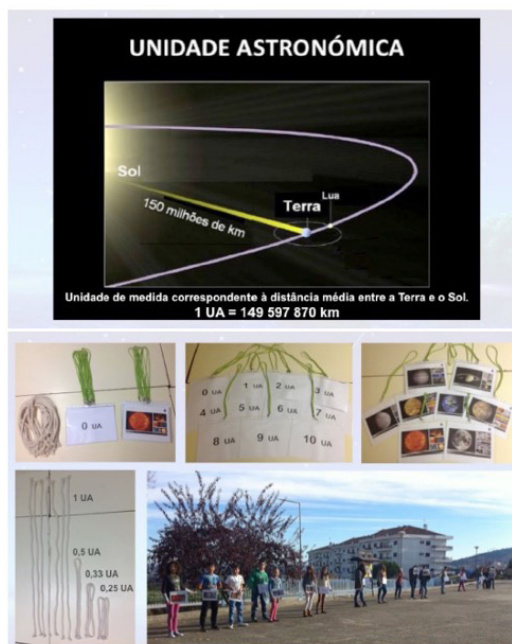 UNIDADE ASTRONÓMICA
Sol
150 milhões de km
Terra
Lua
Unidade de medida correspondente à distância média entre a Terra e o Sol.
1 UA = 149 597 870 km
0 UA
0 UA
1 UA
2 UA
3 UA
4 UA
5 UA
6 UA
7 UA
8 UA
9 UA
10 UA
1 UA
0,5 UA
0,33 UA
0,25 UA